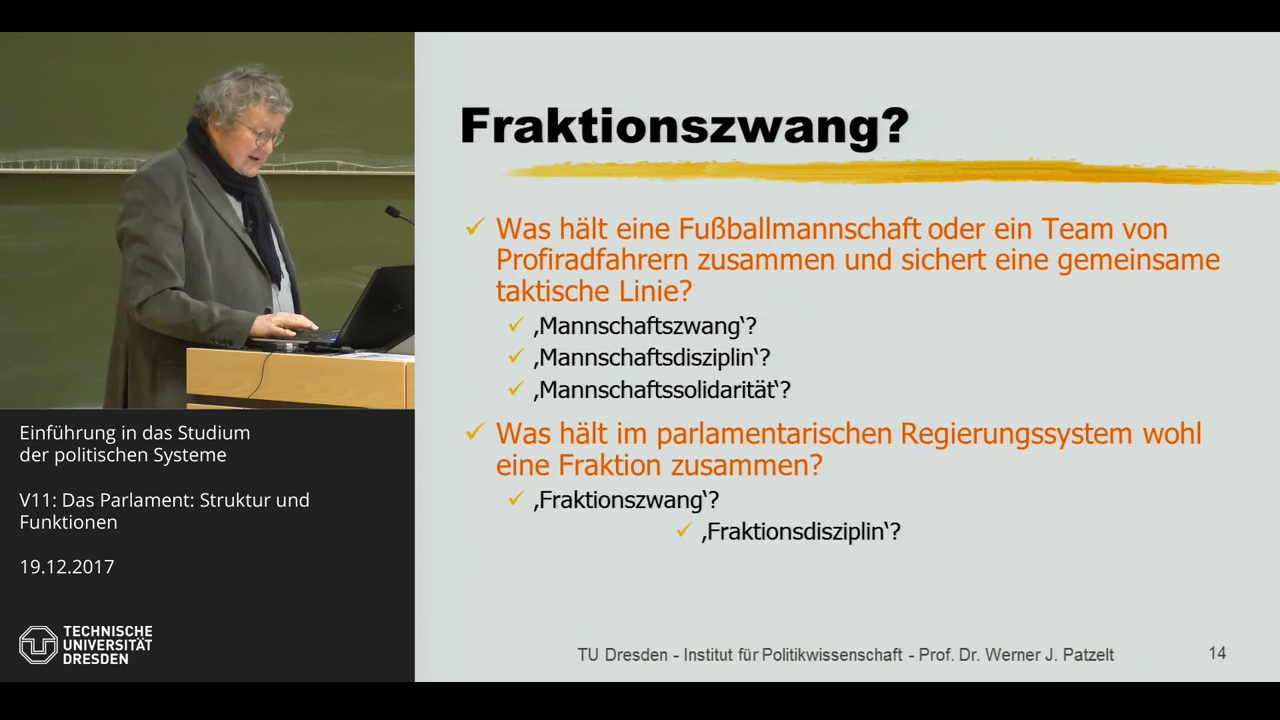 Fraktionszwang?
Was hält eine Fußballmannschaft oder ein Team von
Profiradfahrern zusammen und sichert eine gemeinsame
taktische Linie?
‚Mannschaftszwang‘?
‚Mannschaftsdisziplin‘?
‚Mannschaftssolidarität‘?
Was hält im parlamentarischen Regierungssystem wohl
eine Fraktion zusammen?
‚Fraktionszwang‘?
‚Fraktionsdisziplin‘?
TU Dresden - Institut für Politikwissenschaft - Prof. Dr. Werner J. Patzelt
14
Einführung in das Studium
der politischen Systeme
V11: Das Parlament: Struktur und
Funktionen
19.12.2017
TECHNISCHE
UNIVERSITÄT
DRESDEN